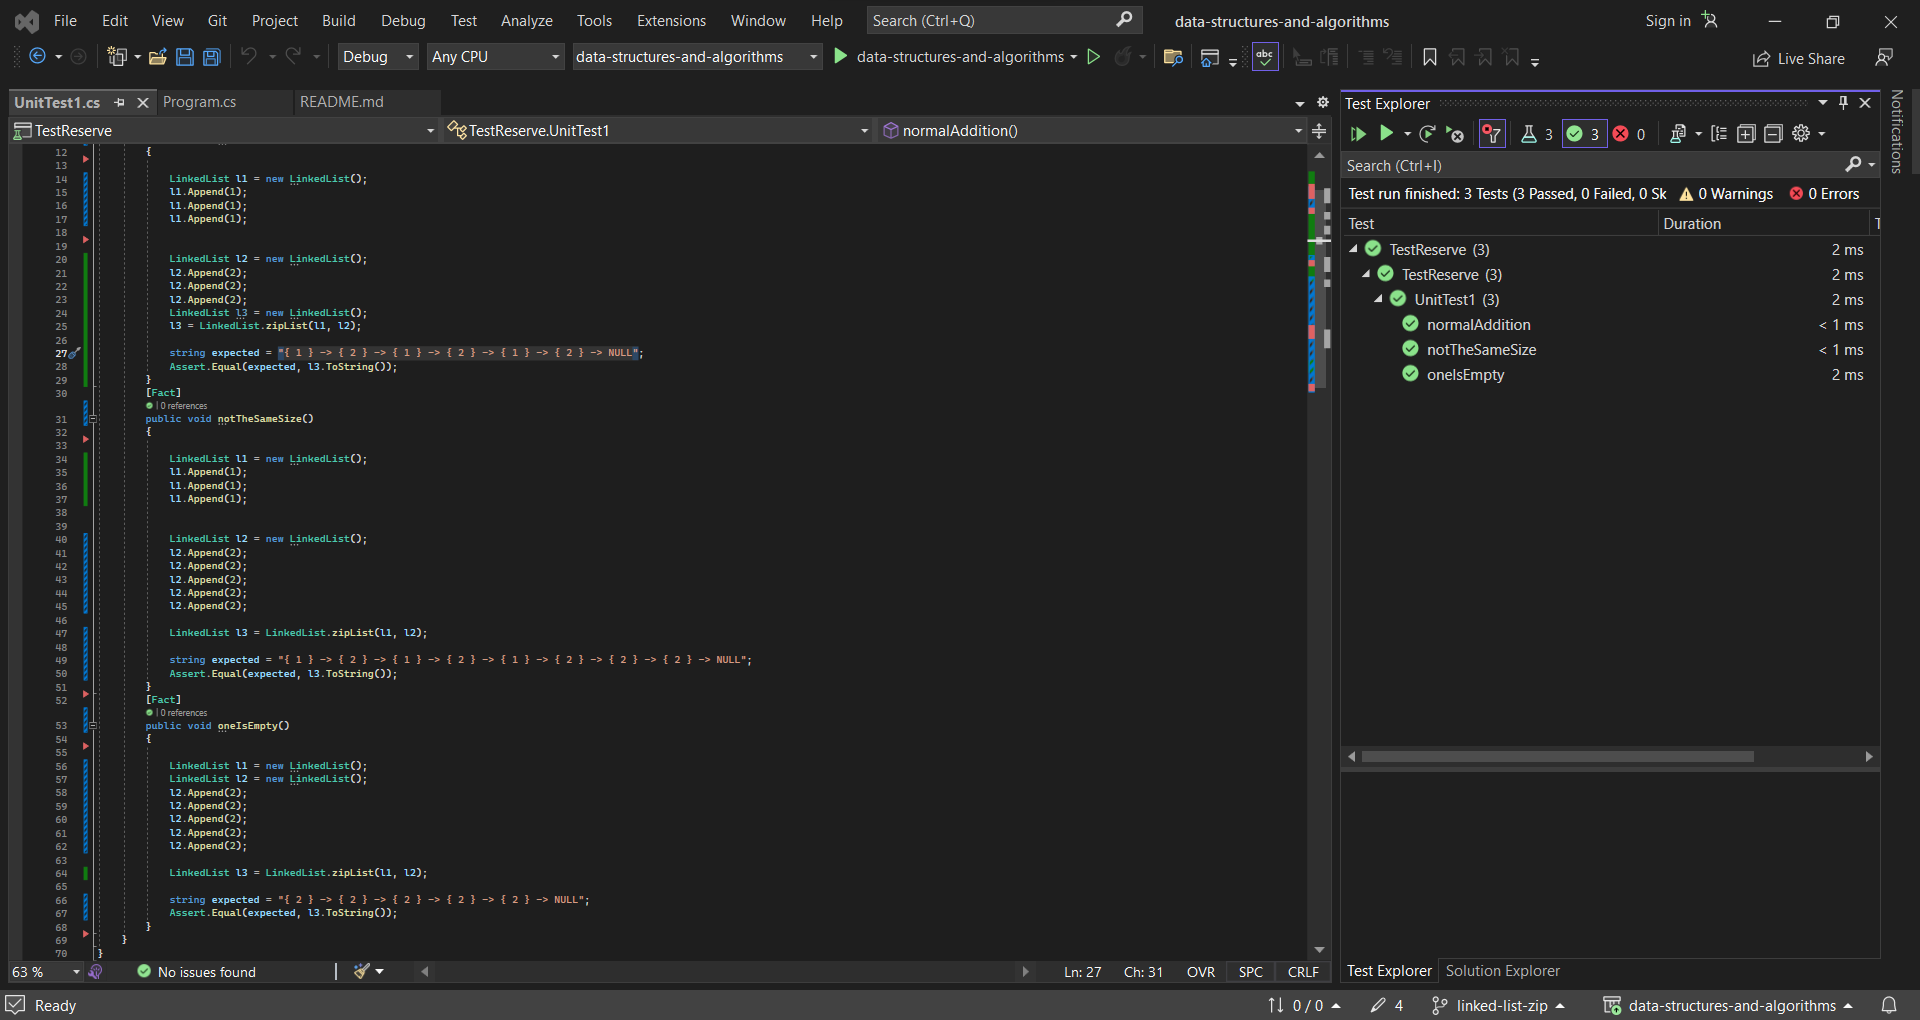 File Edit View Git Project Build Debug Test Analyze Tools Extensions Window Help Search (Ctrl+Q) data-structures-and-algorithms Sign in
Debug Any CPU data-structures-and-algorithms data-structures-and-algorithms Live Share
UnitTest1.cs Program.cs README.md
TestReserve TestReserve.UnitTest1 normalAddition()
12 {
13
14 LinkedList l1 = new LinkedList();
15 l1.Append(1);
16 l1.Append(1);
17 l1.Append(1);
18
19
20 LinkedList l2 = new LinkedList();
21 l2.Append(2);
22 l2.Append(2);
23 l2.Append(2);
24 LinkedList l3 = new LinkedList();
25 l3 = LinkedList.zipList(l1, l2);
26
27 string expected = "{ 1 } -> { 2 } -> { 1 } -> { 2 } -> { 1 } -> { 2 } -> NULL";
28 Assert.Equal(expected, l3.ToString());
29 }
30 [Fact]
| 0 references
31 public void notTheSameSize()
32 {
33
34 LinkedList l1 = new LinkedList();
35 l1.Append(1);
36 l1.Append(1);
37 l1.Append(1);
38
39
40 LinkedList l2 = new LinkedList();
41 l2.Append(2);
42 l2.Append(2);
43 l2.Append(2);
44 l2.Append(2);
45 l2.Append(2);
46
47 LinkedList l3 = LinkedList.zipList(l1, l2);
48
49 string expected = "{ 1 } -> { 2 } -> { 1 } -> { 2 } -> { 1 } -> { 2 } -> { 2 } -> { 2 } -> NULL";
50 Assert.Equal(expected, l3.ToString());
51 }
52 [Fact]
| 0 references
53 public void oneIsEmpty()
54 {
55
56 LinkedList l1 = new LinkedList();
57 LinkedList l2 = new LinkedList();
58 l2.Append(2);
59 l2.Append(2);
60 l2.Append(2);
61 l2.Append(2);
62 l2.Append(2);
63
64 LinkedList l3 = LinkedList.zipList(l1, l2);
65
66 string expected = "{ 2 } -> { 2 } -> { 2 } -> { 2 } -> { 2 } -> NULL";
67 Assert.Equal(expected, l3.ToString());
68 }
69 }
70 }
63 % No issues found Ln: 27 Ch: 31 OVR SPC CRLF
Test Explorer
3 3 0
Search (Ctrl+I)
Test run finished: 3 Tests (3 Passed, 0 Failed, 0 Sk 0 Warnings 0 Errors
Test Duration T
TestReserve (3) 2 ms
TestReserve (3) 2 ms
UnitTest1 (3) 2 ms
normalAddition < 1 ms
notTheSameSize < 1 ms
oneIsEmpty 2 ms
Test Explorer Solution Explorer
Notifications
Ready 0 / 0 4 linked-list-zip data-structures-and-algorithms